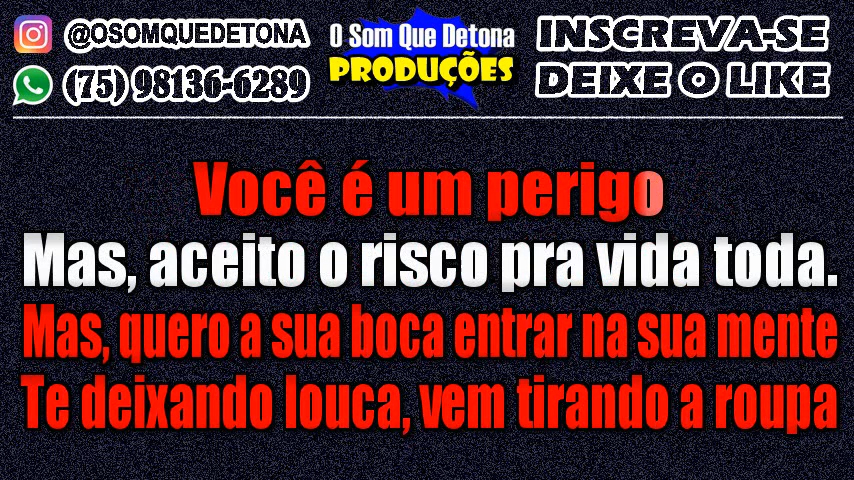 @OSOMQUEDETONA
(75) 98136-6289
O Som Que Detona
PRODUÇÕES
INSCREVA-SE
DEIXE O LIKE
Você é um perigo
Mas, aceito o risco pra vida toda.
Mas, quero a sua boca entrar na sua mente
Te deixando louca, vem tirando a roupa